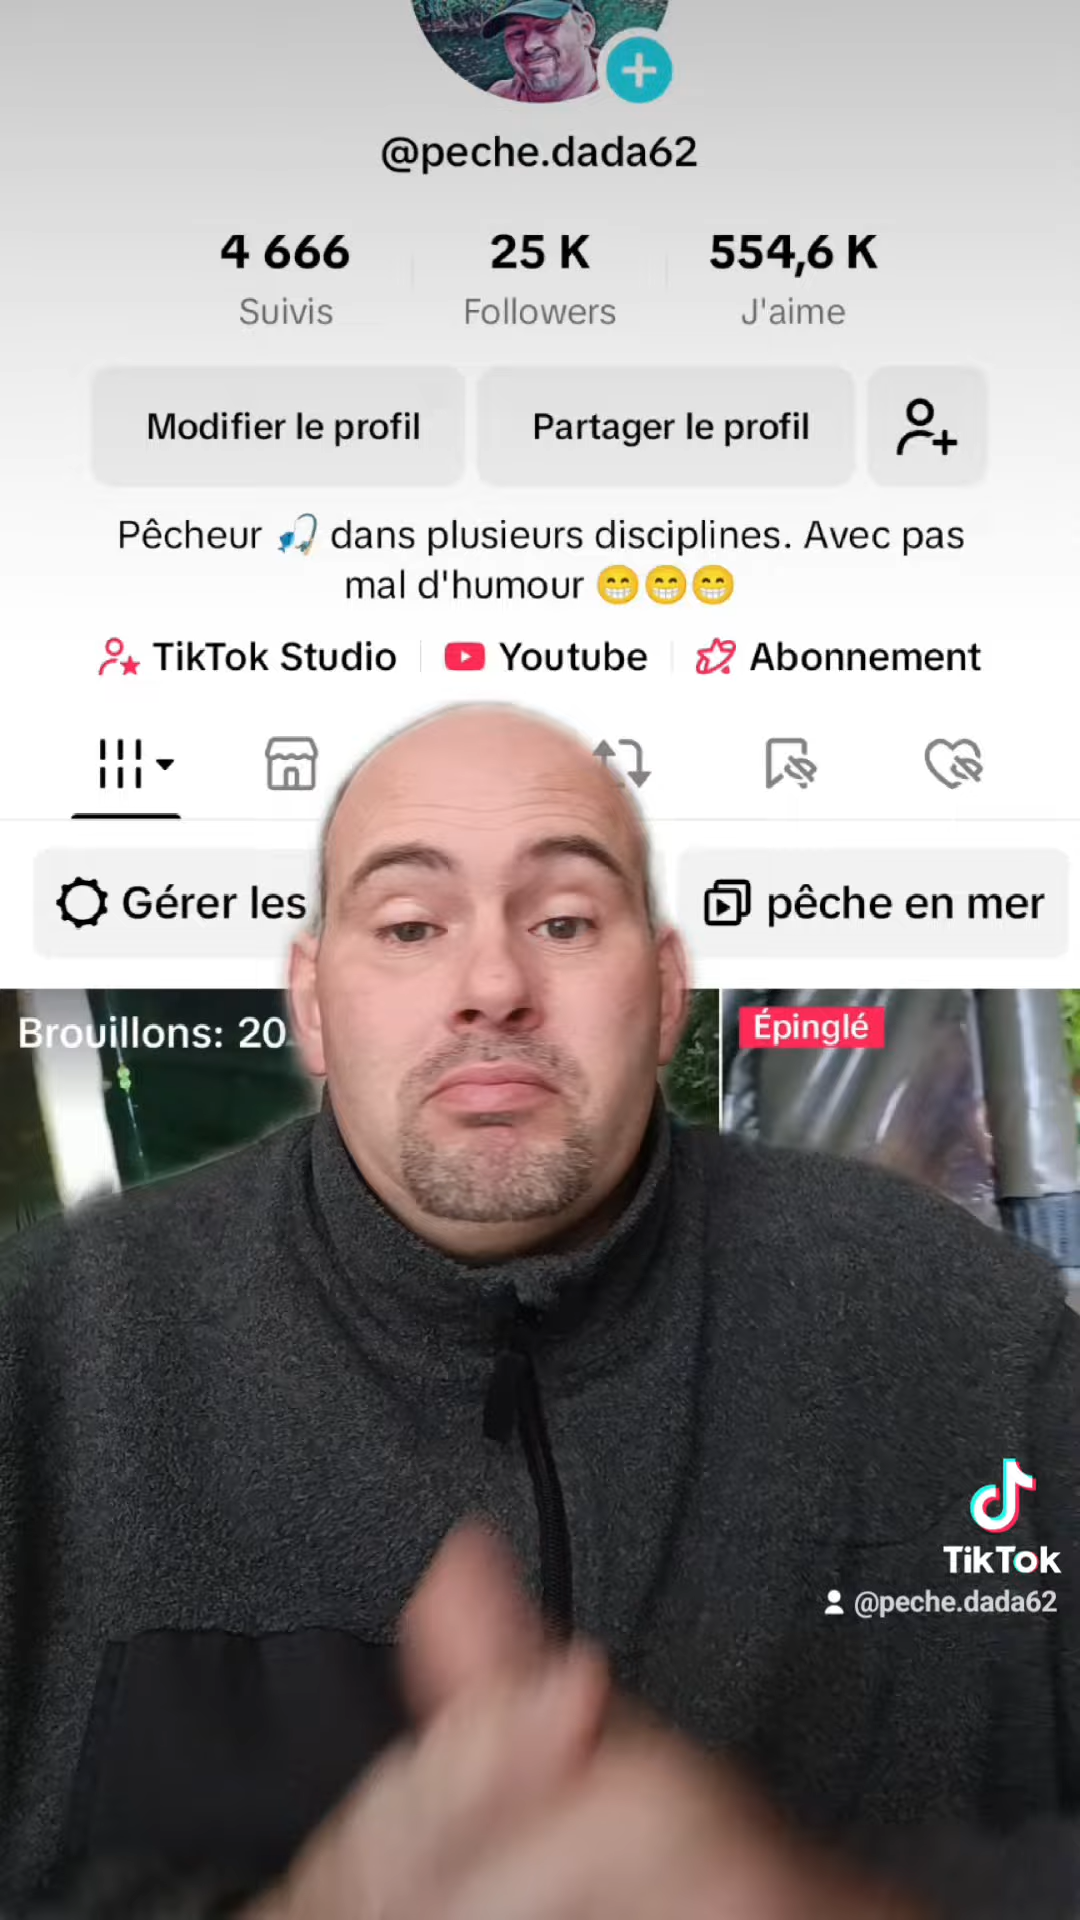 @peche.dada62
4 666
25 K
554,6 K
Suivis
Followers
J'aime
Modifier le profil
Partager le profil
Pêcheur 🎣 dans plusieurs disciplines. Avec pas
mal d'humour 😁😁😁
TikTok Studio
Youtube
Abonnement
Gérer les
pêche en mer
Brouillons: 20
Épinglé
TikTok
@peche.dada62